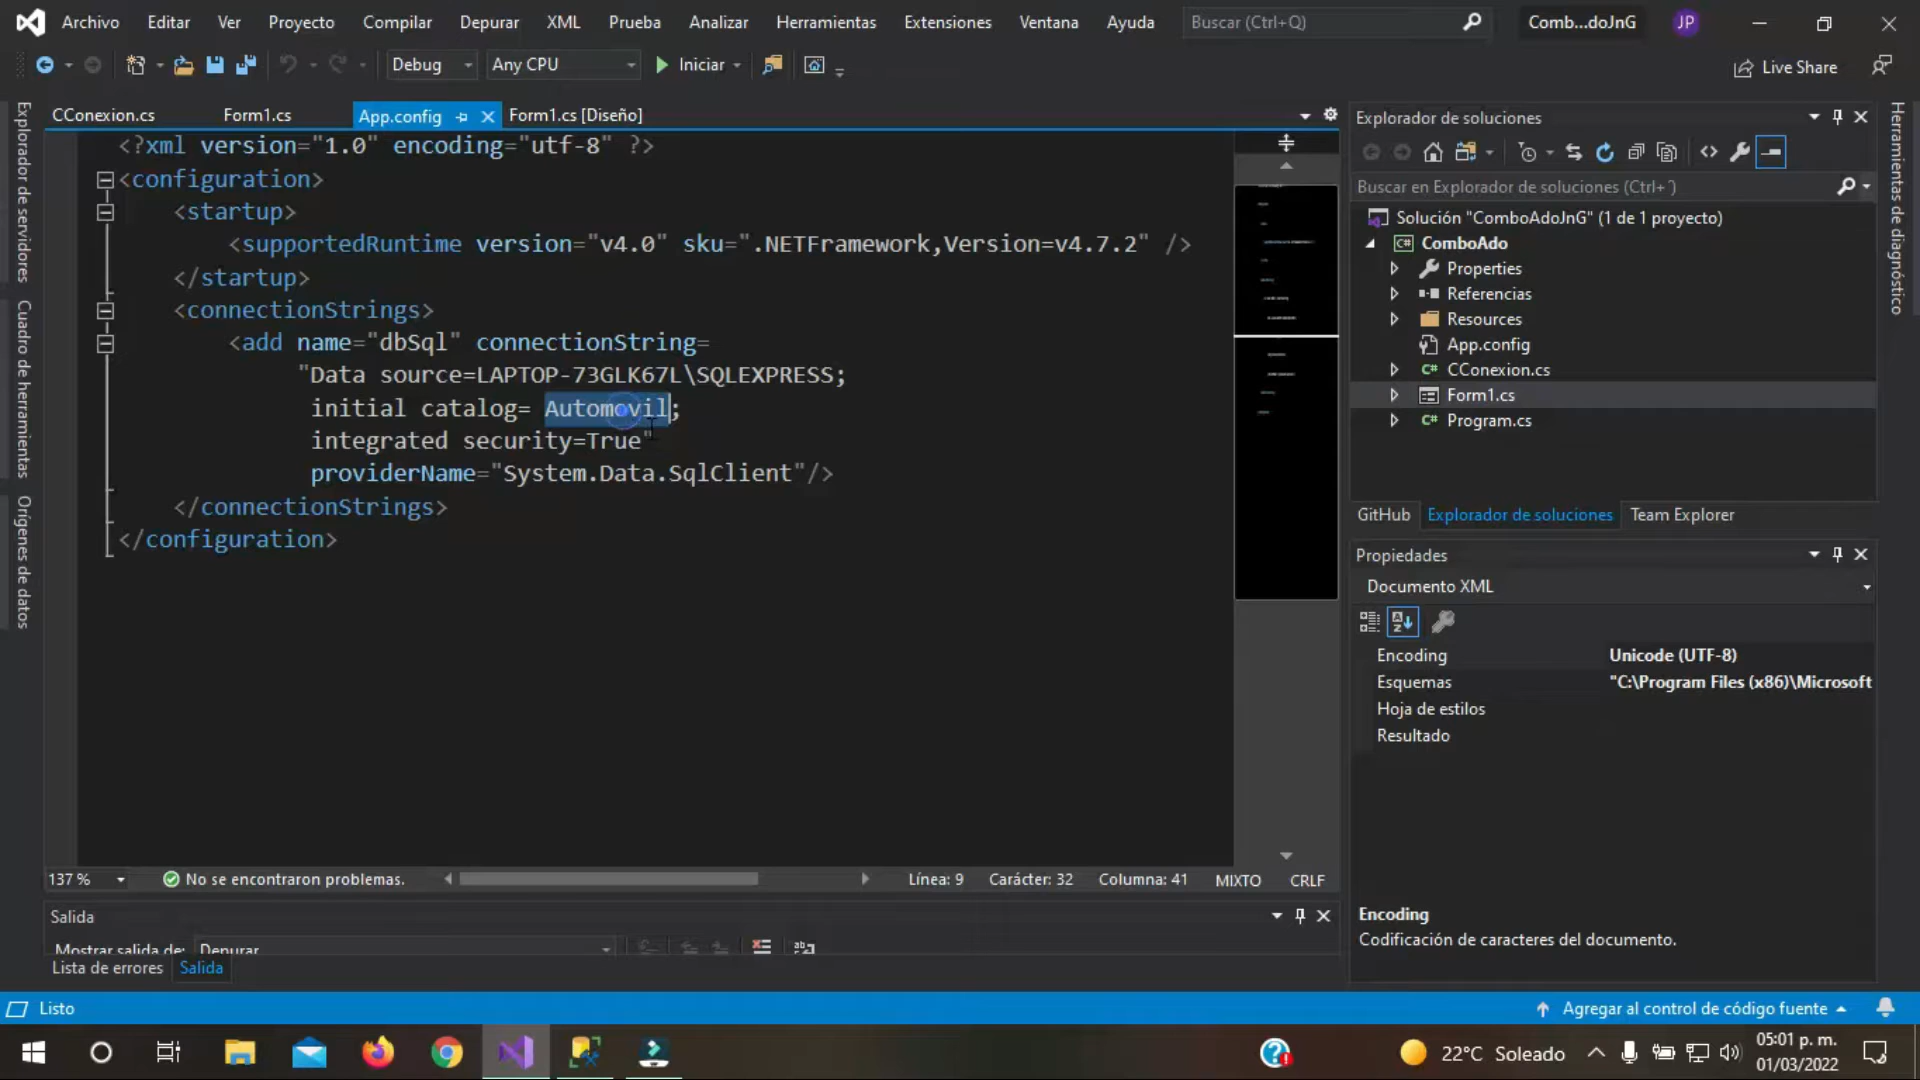 Archivo Editar Ver Proyecto Compilar Depurar XML Prueba Analizar Herramientas Extensiones Ventana Ayuda Buscar (Ctrl+Q) Comb...doJnG JP
Debug Any CPU Iniciar Live Share
CConexion.cs Form1.cs App.config Form1.cs [Diseño]
<?xml version="1.0" encoding="utf-8" ?>
<configuration>
<startup>
<supportedRuntime version="v4.0" sku=".NETFramework,Version=v4.7.2" />
</startup>
<connectionStrings>
<add name="dbSql" connectionString=
"Data source=LAPTOP-73GLK67L\SQLEXPRESS;
initial catalog= Automovil;
integrated security=True"
providerName="System.Data.SqlClient"/>
</connectionStrings>
</configuration>
137 % No se encontraron problemas. Línea: 9 Carácter: 32 Columna: 41 MIXTO CRLF
Salida
Mostrar salida de: Depurar
Lista de errores Salida
Explorador de servidores
Cuadro de herramientas
Orígenes de datos
Explorador de soluciones
Buscar en Explorador de soluciones (Ctrl+´)
Solución "ComboAdoJnG" (1 de 1 proyecto)
ComboAdo
Properties
Referencias
Resources
App.config
CConexion.cs
Form1.cs
Program.cs
GitHub Explorador de soluciones Team Explorer
Propiedades
Documento XML
Encoding Unicode (UTF-8)
Esquemas "C:\Program Files (x86)\Microsoft
Hoja de estilos
Resultado
Encoding
Codificación de caracteres del documento.
Herramientas de diagnóstico
Listo Agregar al control de código fuente
22°C Soleado
05:01 p. m.
01/03/2022